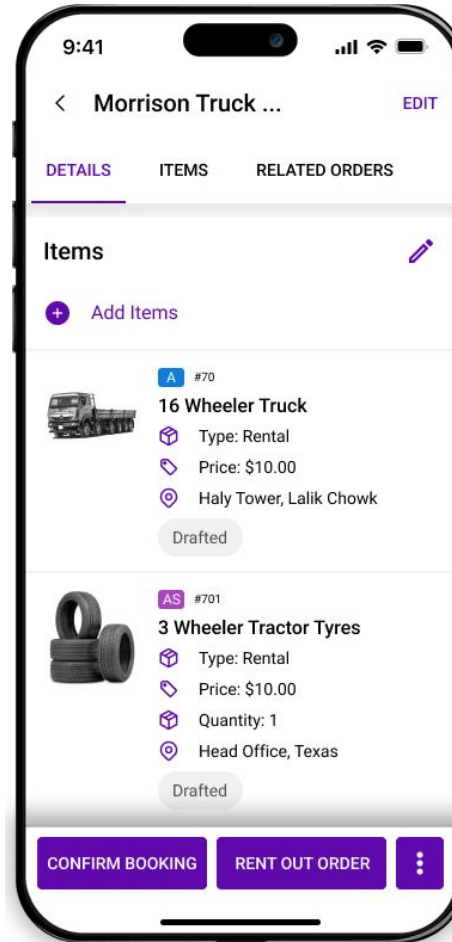 9:41
Morrison Truck ...
EDIT
DETAILS
ITEMS
RELATED ORDERS
Items
Add Items
A #70
16 Wheeler Truck
Type: Rental
Price: $10.00
Haly Tower, Lalik Chowk
Drafted
AS #701
3 Wheeler Tractor Tyres
Type: Rental
Price: $10.00
Quantity: 1
Head Office, Texas
Drafted
CONFIRM BOOKING
RENT OUT ORDER